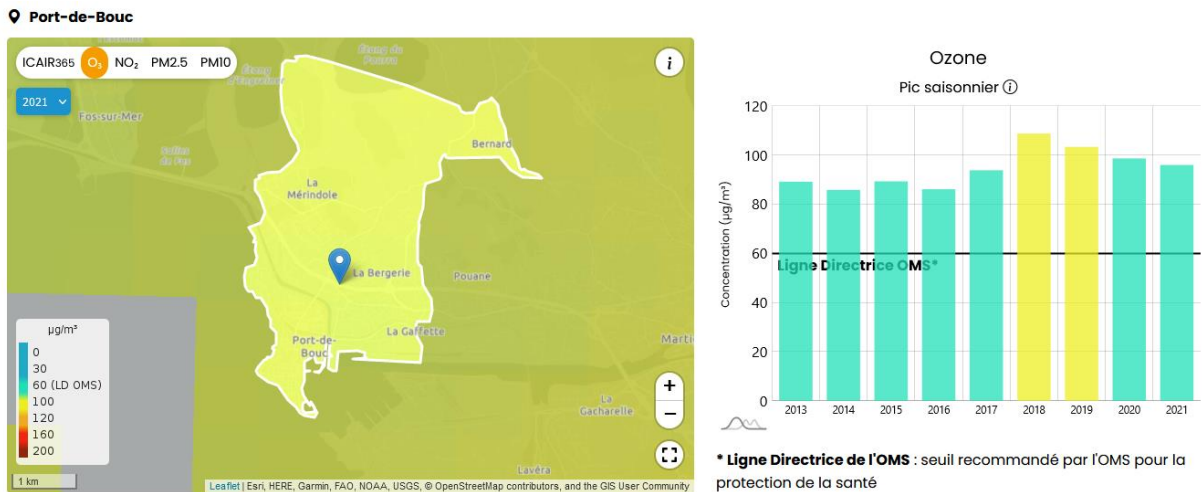 Port-de-Bouc
ICAIR365 O₃ NO₂ PM2.5 PM10
i
2021
Étang du
Pourra
Étang
d'Engrenier
Fos-sur-Mer
Salins
de Fos
Bernard
La
Mérindole
La Bergerie
Pouane
La Gaffette
Port-de-
Bouc
La
Gacharelle
Lavéra
µg/m³
0
30
60 (LD OMS)
100
120
160
200
+
−
1 km
Leaflet | Esri, HERE, Garmin, FAO, NOAA, USGS, © OpenStreetMap contributors, and the GIS User Community
Ozone
Pic saisonnier i
Concentration (µg/m³)
120
100
80
60
40
20
0
Ligne Directrice OMS*
2013 2014 2015 2016 2017 2018 2019 2020 2021
* Ligne Directrice de l'OMS : seuil recommandé par l'OMS pour la
protection de la santé